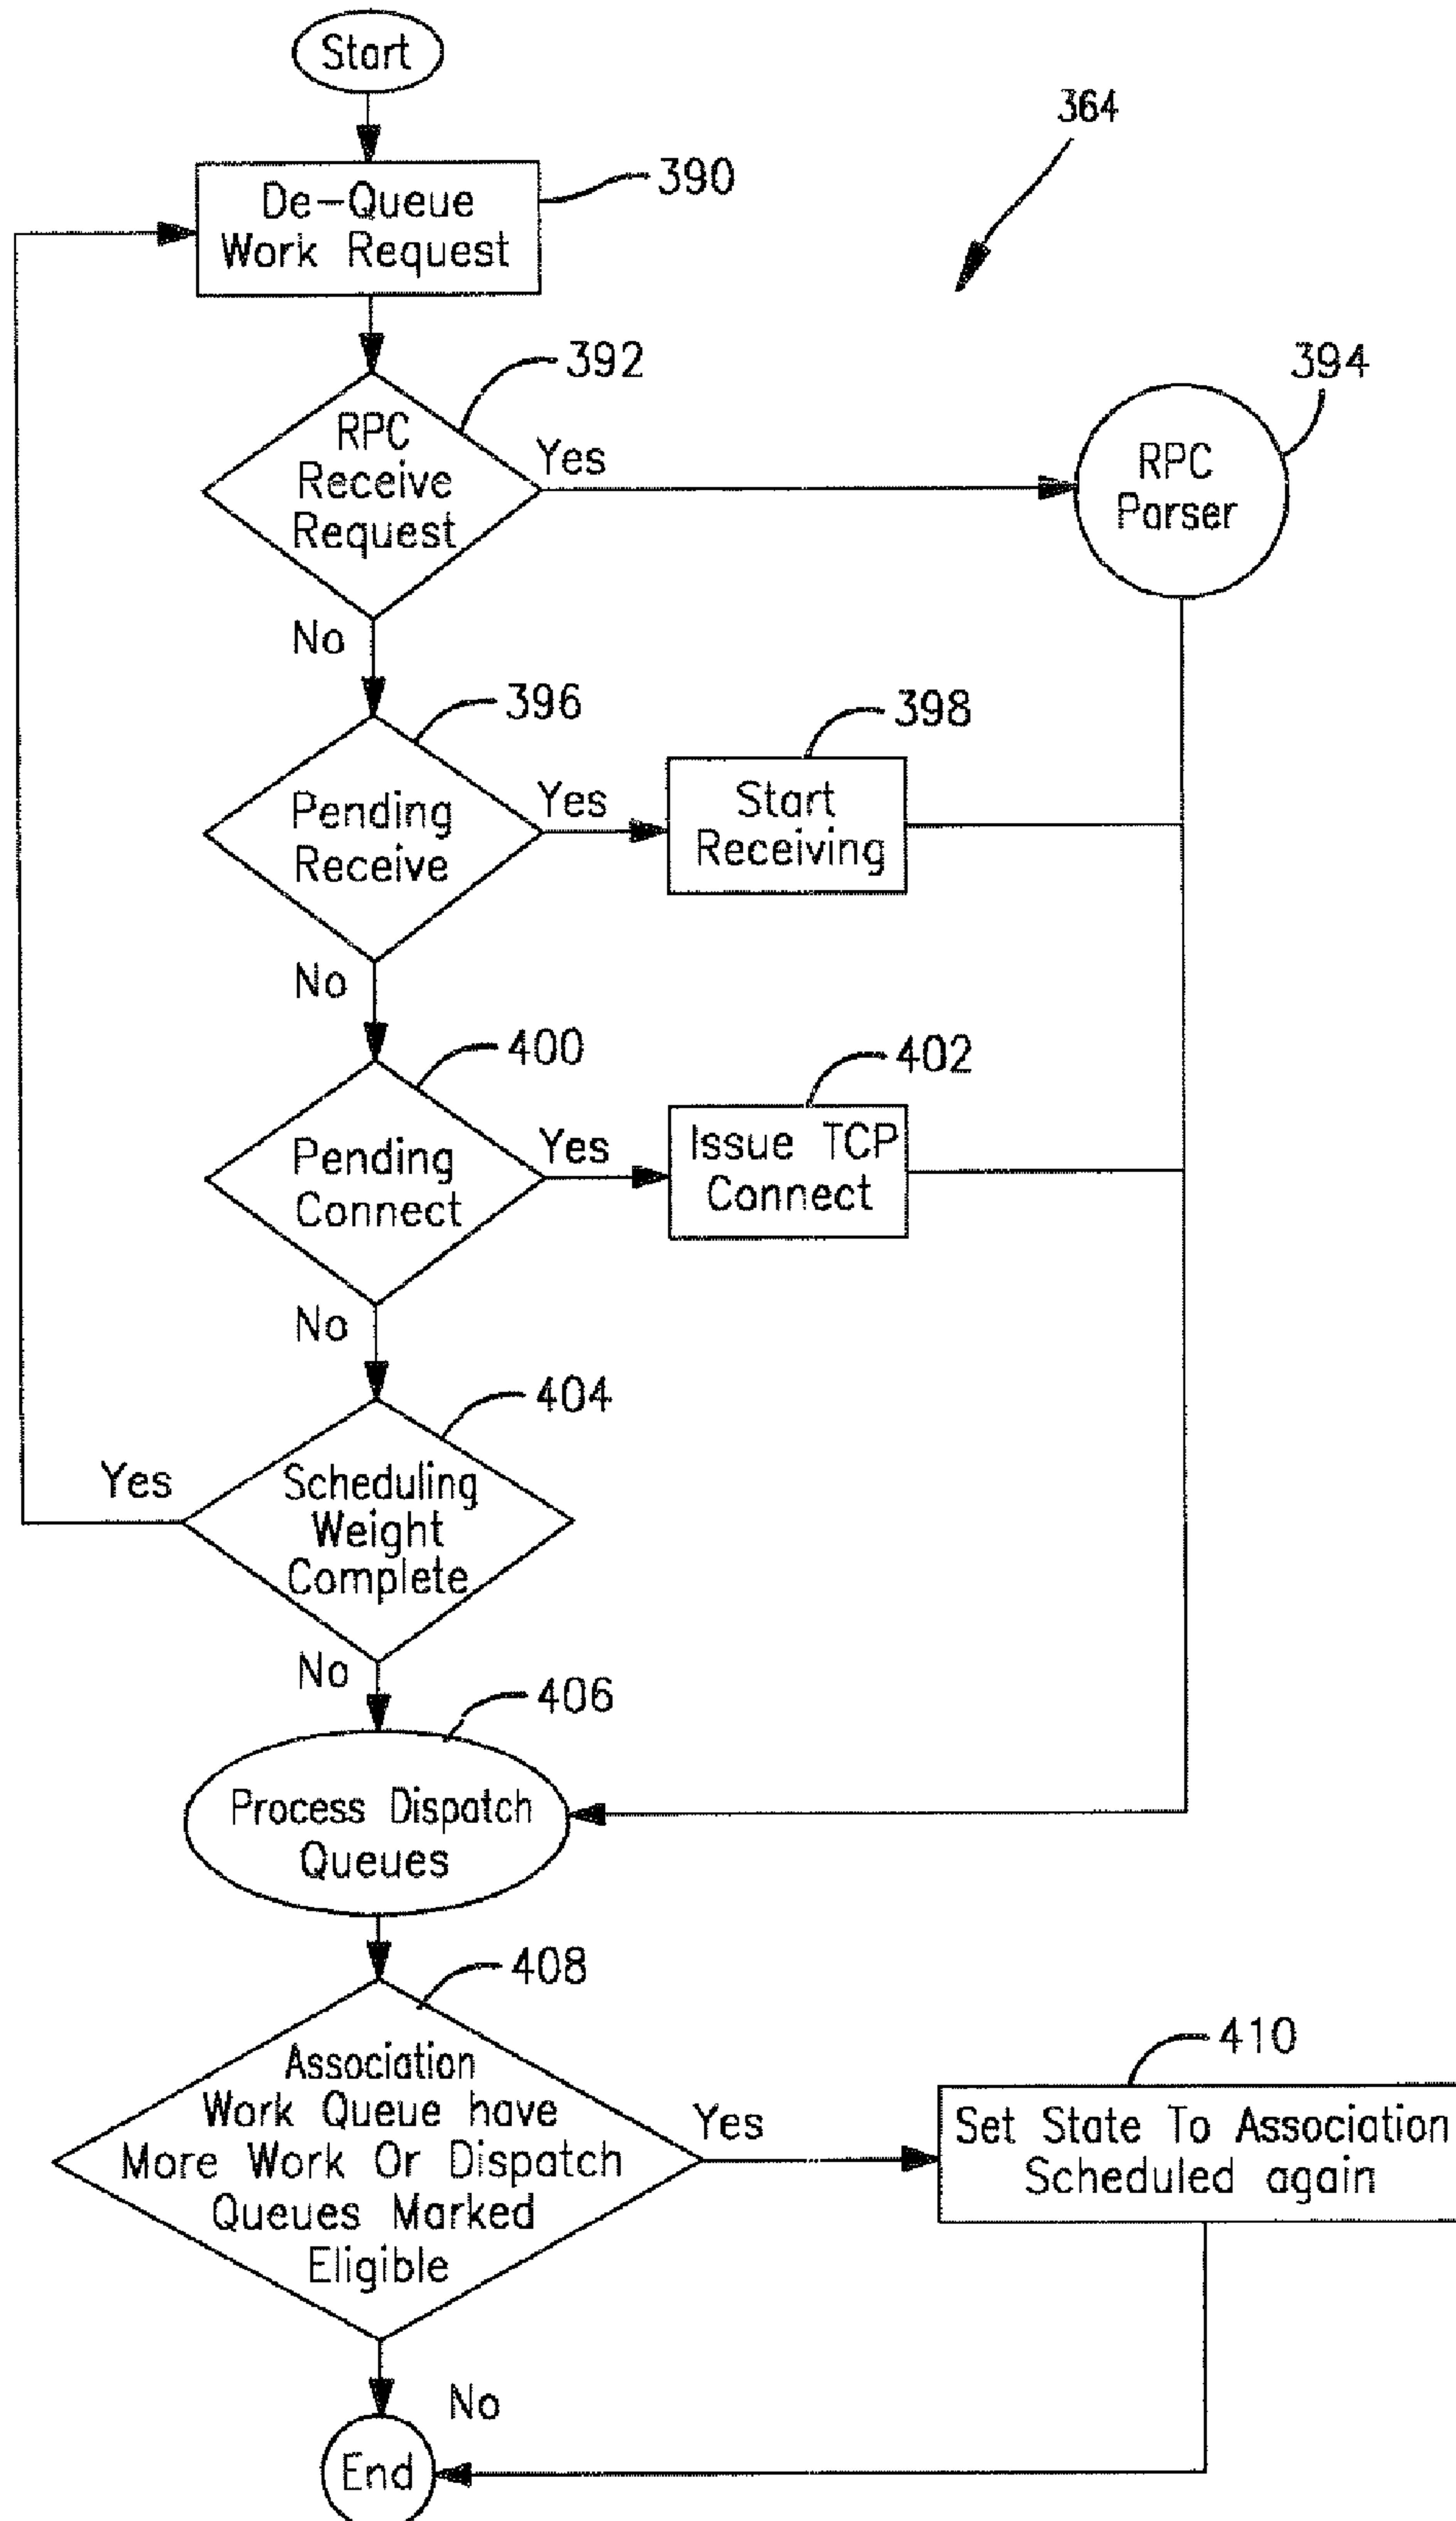 Start
364
De-Queue
Work Request
390
392
RPC
Receive
Request
Yes
394
RPC
Parser
No
396
Pending
Receive
Yes
398
Start
Receiving
No
400
Pending
Connect
Yes
402
Issue TCP
Connect
No
404
Scheduling
Weight
Complete
Yes
No
406
Process Dispatch
Queues
408
Association
Work Queue have
More Work Or Dispatch
Queues Marked
Eligible
Yes
410
Set State To Association
Scheduled again
No
End